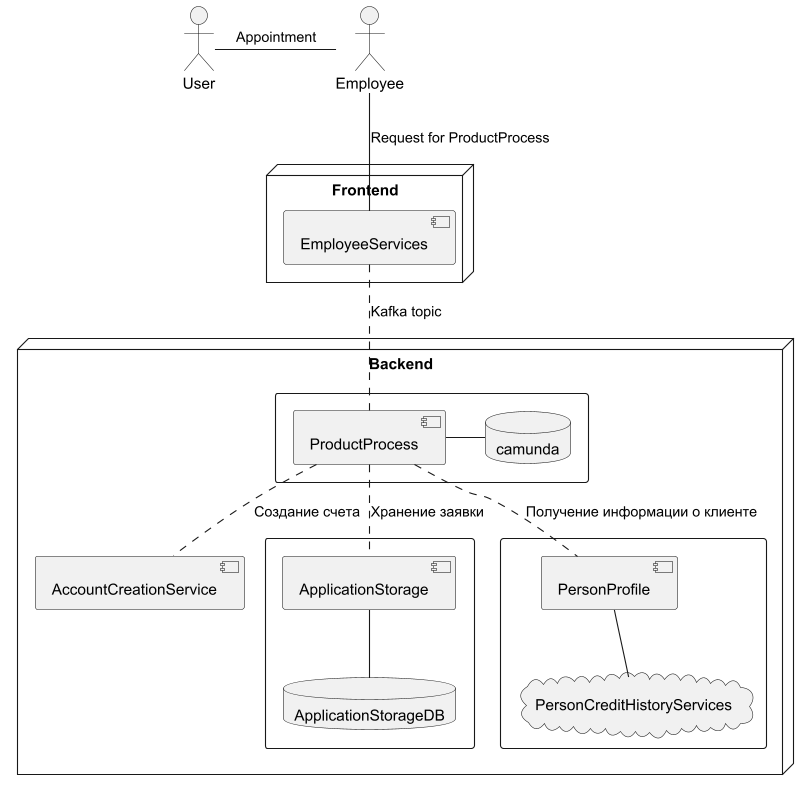 Appointment
User
Employee
Request for ProductProcess
Frontend
EmployeeServices
Kafka topic
Backend
ProductProcess
camunda
Создание счета
Хранение заявки
Получение информации о клиенте
AccountCreationService
ApplicationStorage
PersonProfile
ApplicationStorageDB
PersonCreditHistoryServices